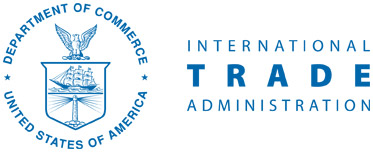 DEPARTMENT OF COMMERCE
UNITED STATES OF AMERICA
INTERNATIONAL
TRADE
ADMINISTRATION